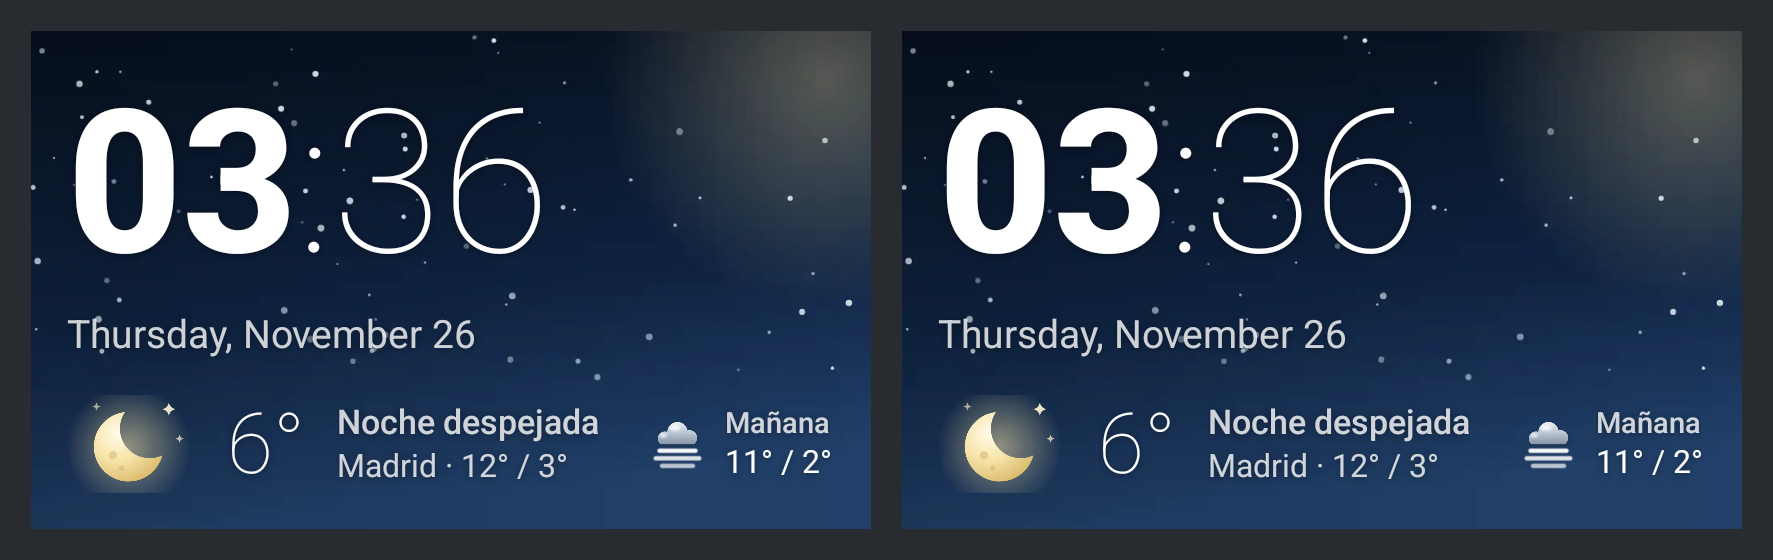 03:36
Thursday, November 26
6°
Noche despejada
Madrid · 12° / 3°
Mañana
11° / 2°
03:36
Thursday, November 26
6°
Noche despejada
Madrid · 12° / 3°
Mañana
11° / 2°